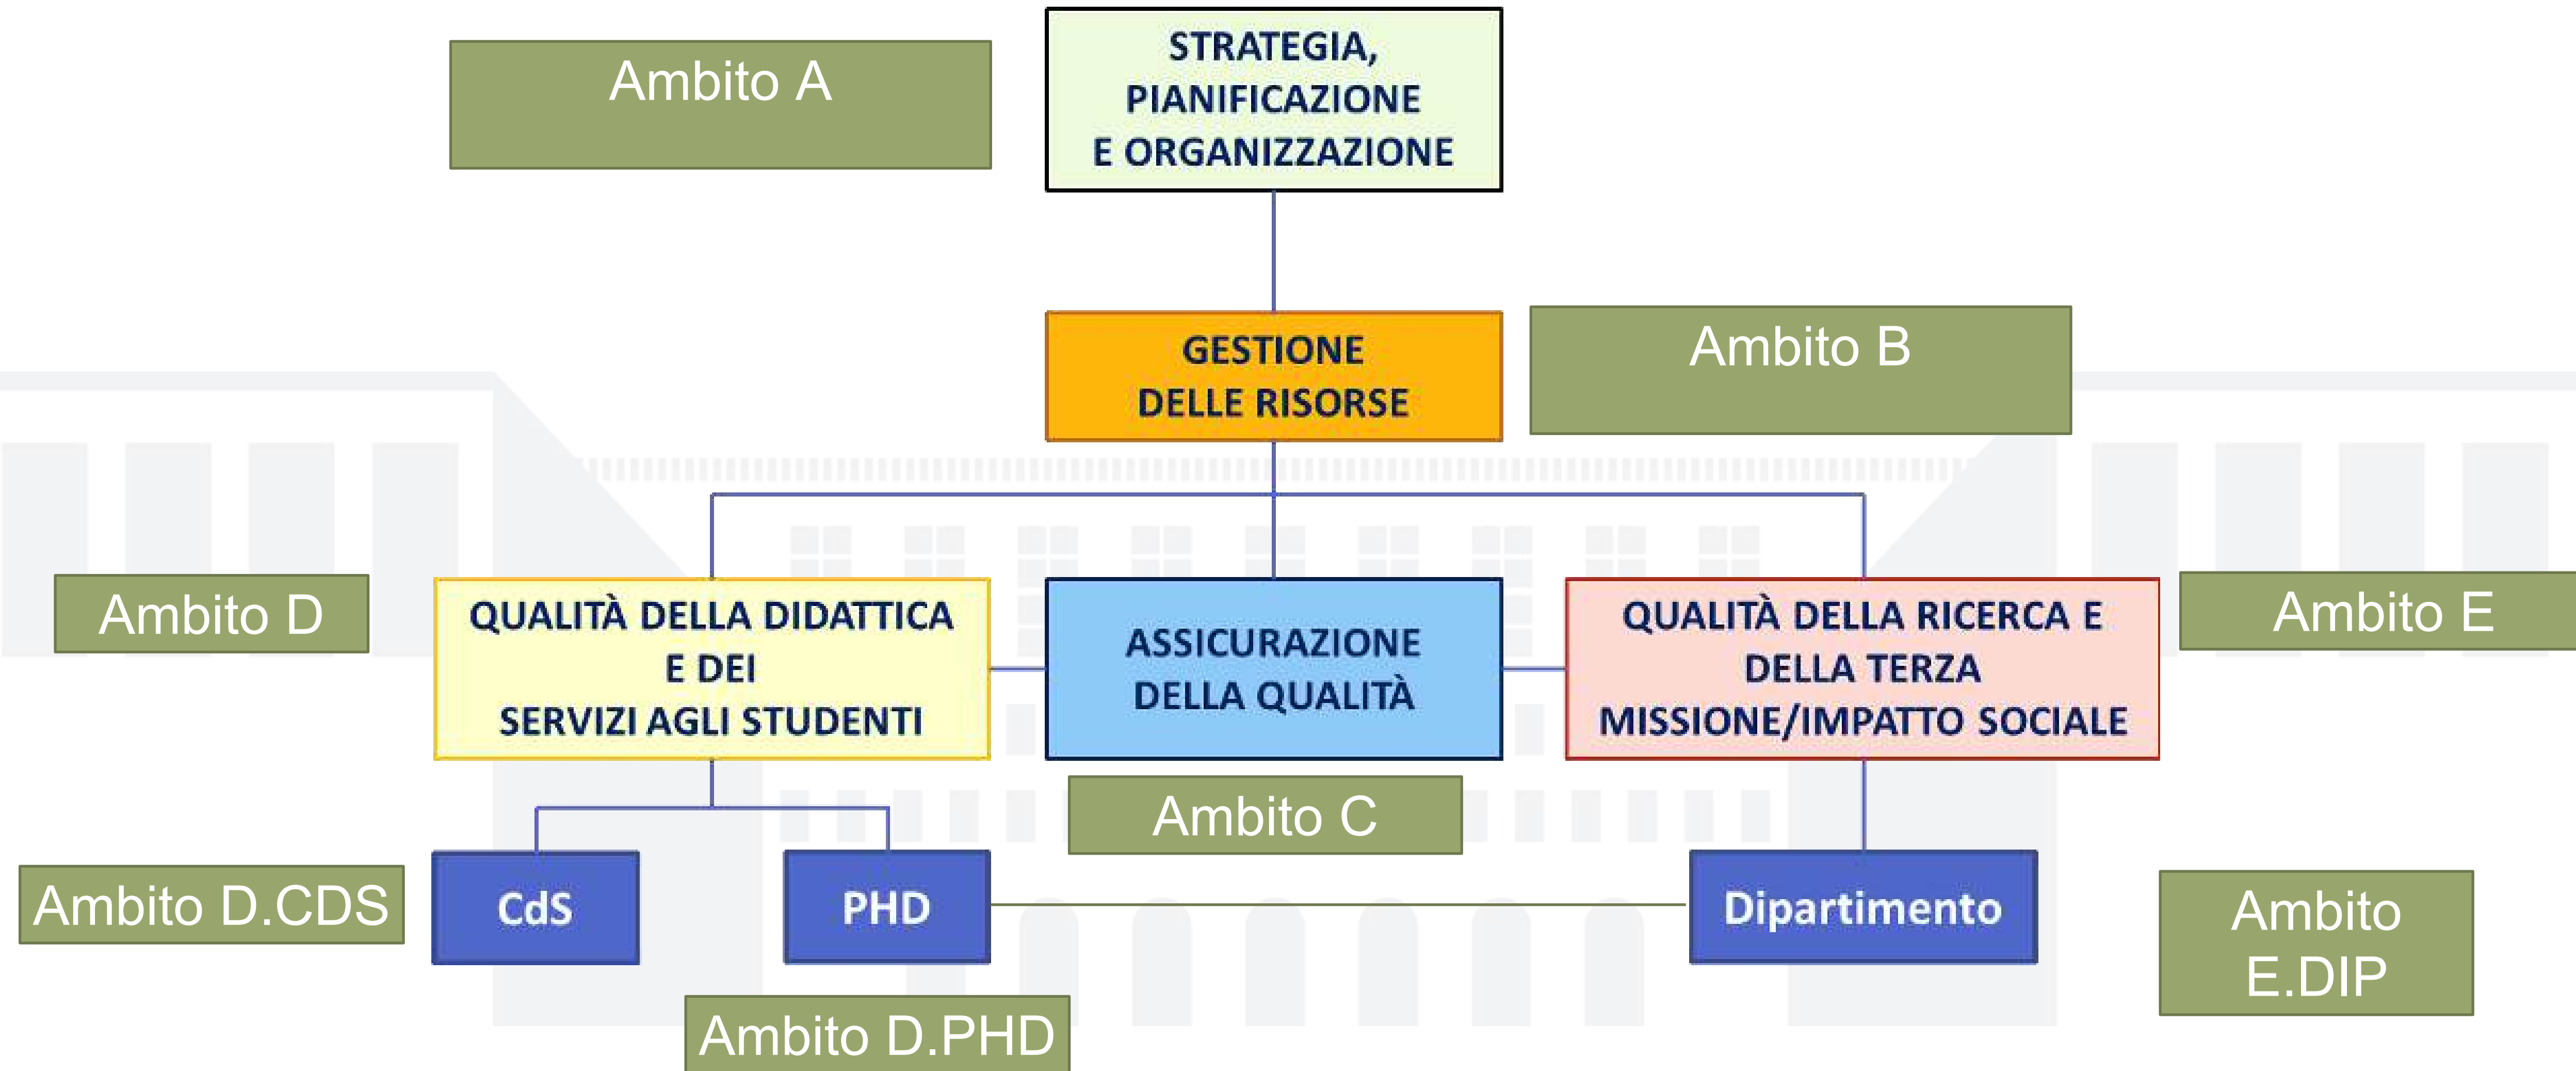 Ambito A
STRATEGIA,
PIANIFICAZIONE
E ORGANIZZAZIONE
GESTIONE
DELLE RISORSE
Ambito B
Ambito D
QUALITÀ DELLA DIDATTICA
E DEI
SERVIZI AGLI STUDENTI
ASSICURAZIONE
DELLA QUALITÀ
QUALITÀ DELLA RICERCA E
DELLA TERZA
MISSIONE/IMPATTO SOCIALE
Ambito E
Ambito C
Ambito D.CDS
CdS
PHD
Dipartimento
Ambito
E.DIP
Ambito D.PHD